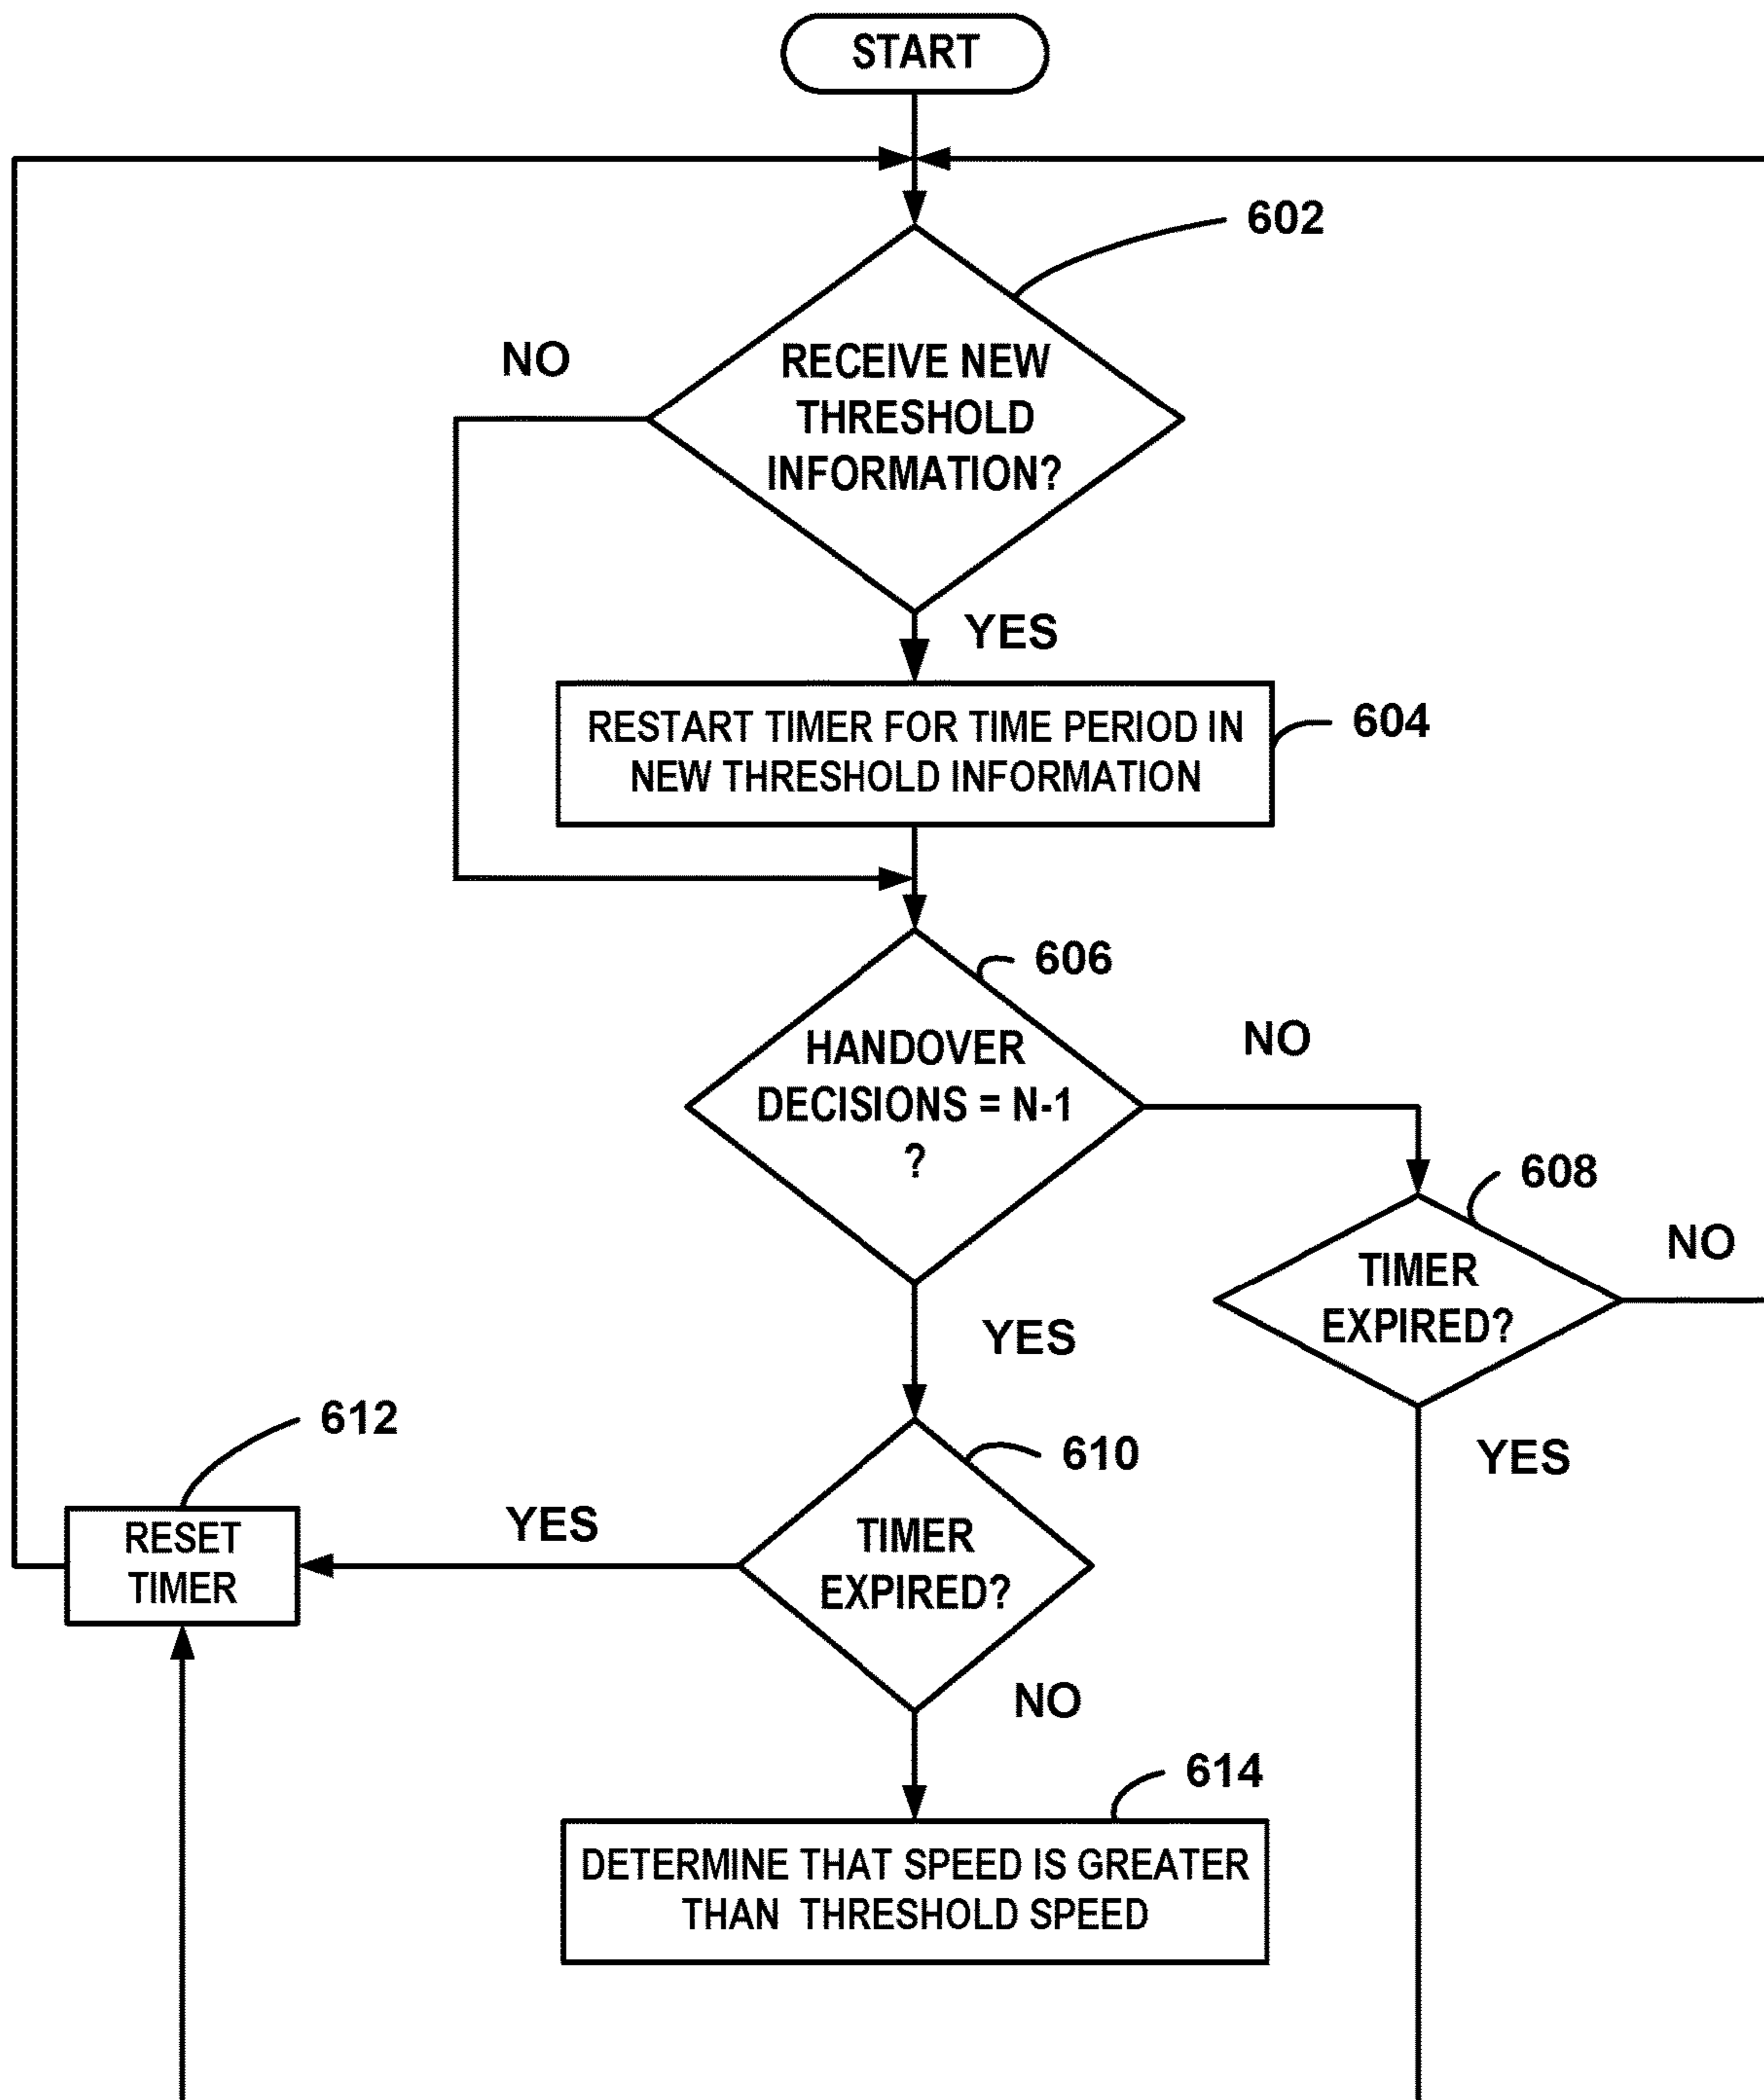 START
602
NO
RECEIVE NEW
THRESHOLD
INFORMATION?
YES
RESTART TIMER FOR TIME PERIOD IN
NEW THRESHOLD INFORMATION
604
606
HANDOVER
DECISIONS = N-1
?
NO
608
TIMER
EXPIRED?
NO
YES
YES
612
610
RESET
TIMER
YES
TIMER
EXPIRED?
NO
614
DETERMINE THAT SPEED IS GREATER
THAN THRESHOLD SPEED